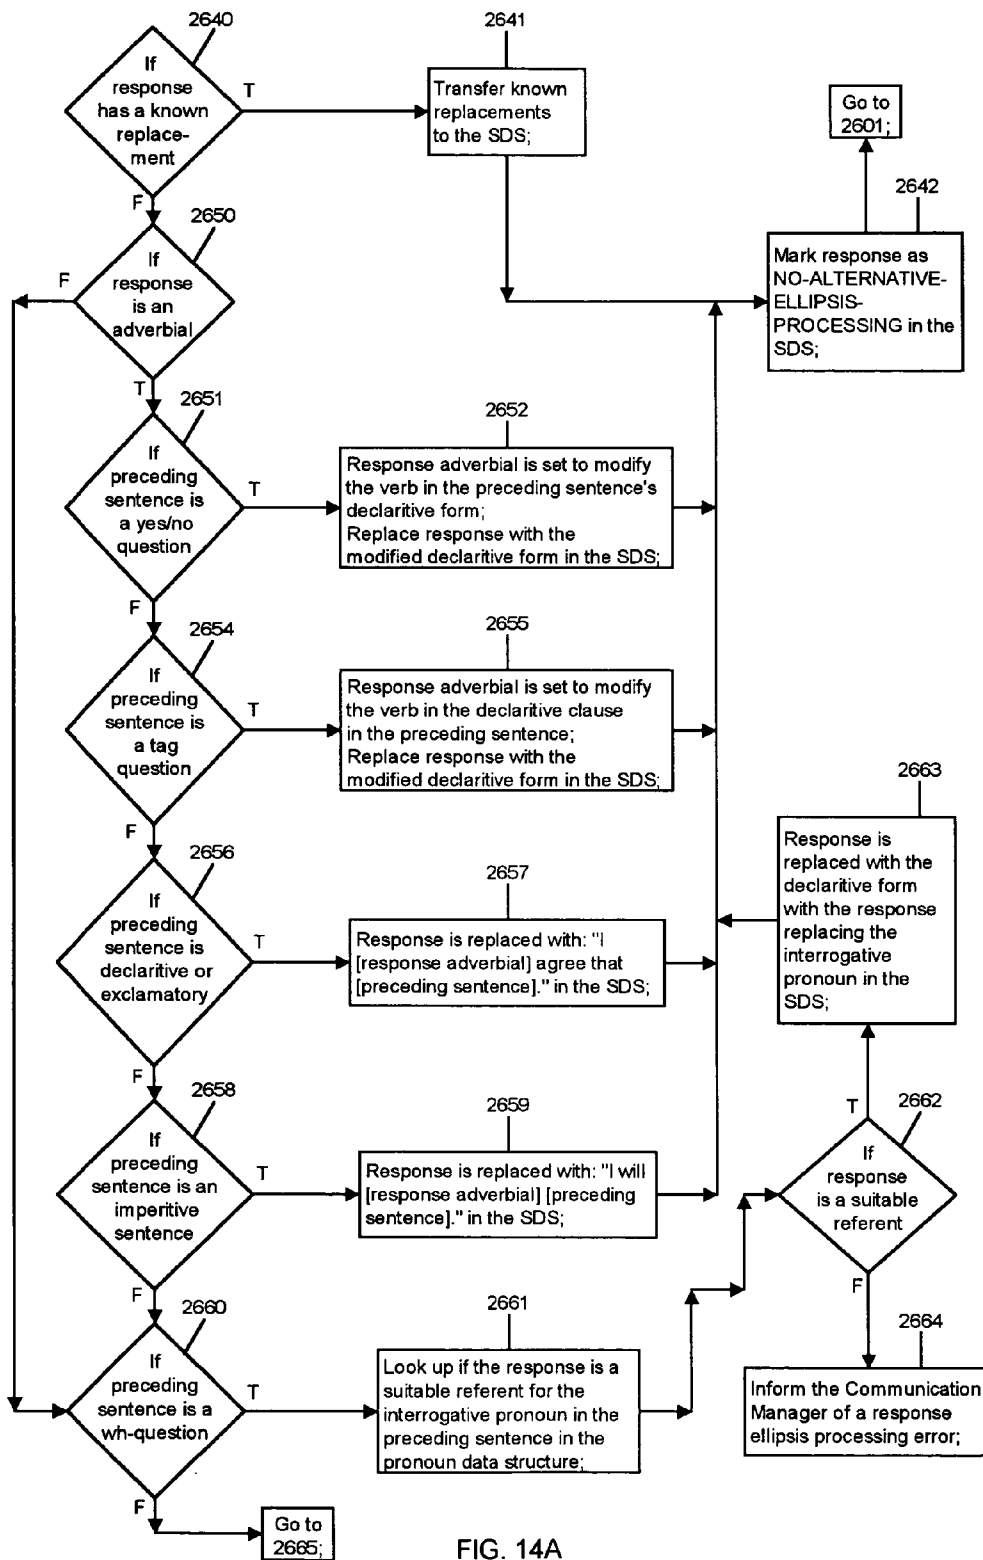 2640
If
response
has a known
replace-
ment
T
F
2641
Transfer known
replacements
to the SDS;
Go to
2601;
2642
Mark response as
NO-ALTERNATIVE-
ELLIPSIS-
PROCESSING in the
SDS;
2650
If
response
is an
adverbial
F
T
2651
If
preceding
sentence is
a yes/no
question
T
F
2652
Response adverbial is set to modify
the verb in the preceding sentence's
declaritive form;
Replace response with the
modified declaritive form in the SDS;
2654
If
preceding
sentence is
a tag
question
T
F
2655
Response adverbial is set to modify
the verb in the declaritive clause
in the preceding sentence;
Replace response with the
modified declaritive form in the SDS;
2656
If
preceding
sentence is
declaritive or
exclamatory
T
F
2657
Response is replaced with: "I
[response adverbial] agree that
[preceding sentence]." in the SDS;
2663
Response is
replaced with the
declaritive form
with the response
replacing the
interrogative
pronoun in the
SDS;
2658
If
preceding
sentence is an
imperitive
sentence
T
F
2659
Response is replaced with: "I will
[response adverbial] [preceding
sentence]." in the SDS;
2662
If
response
is a suitable
referent
T
F
2660
If
preceding
sentence is a
wh-question
T
F
2661
Look up if the response is a
suitable referent for the
interrogative pronoun in the
preceding sentence in the
pronoun data structure;
2664
Inform the Communication
Manager of a response
ellipsis processing error;
Go to
2665;
FIG. 14A